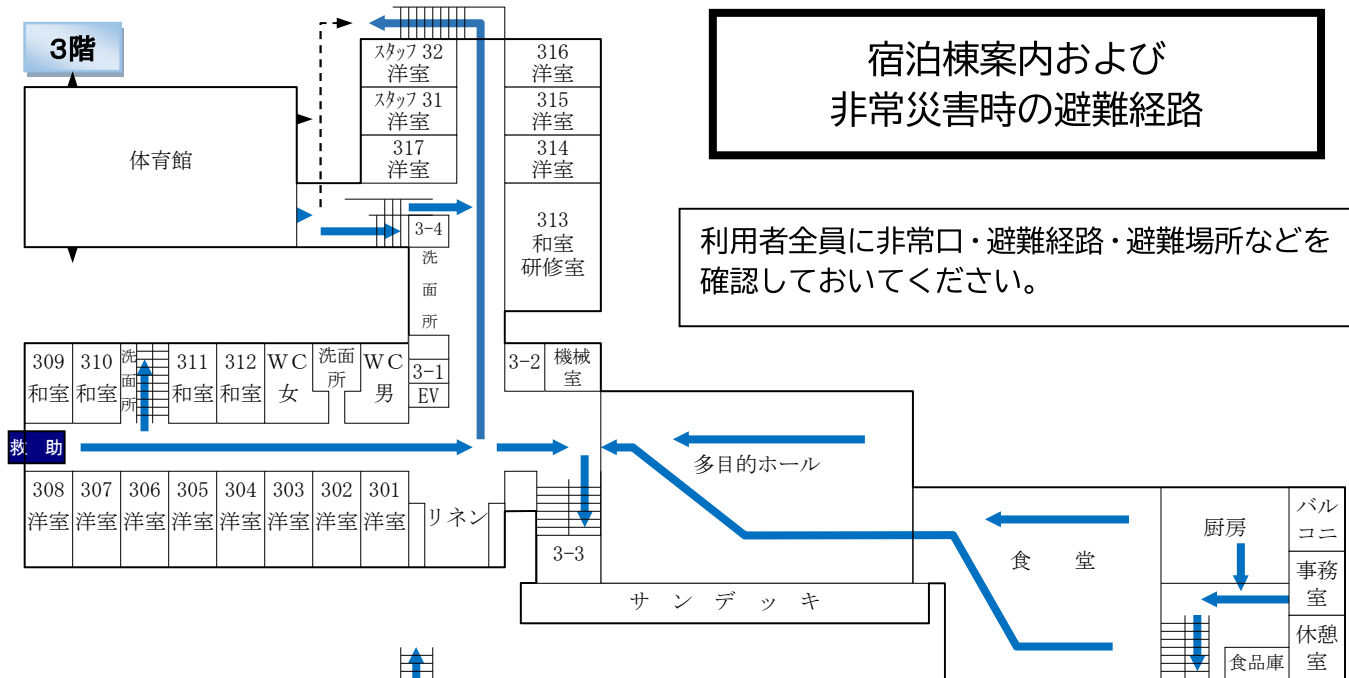 3階
宿泊棟案内および
非常災害時の避難経路
利用者全員に非常口・避難経路・避難場所などを
確認しておいてください。
体育館
スタッフ 32
洋室
スタッフ 31
洋室
317
洋室
316
洋室
315
洋室
314
洋室
313
和室
研修室
3-4
洗
面
所
3-1
EV
3-2
機械
室
309
和室
310
和室
洗
面
所
311
和室
312
和室
WC
女
洗面
所
WC
男
救 助
308
洋室
307
洋室
306
洋室
305
洋室
304
洋室
303
洋室
302
洋室
301
洋室
リネン
3-3
多目的ホール
サ ン デ ッ キ
食 堂
厨房
バル
コニ
事務
室
休憩
室
食品庫